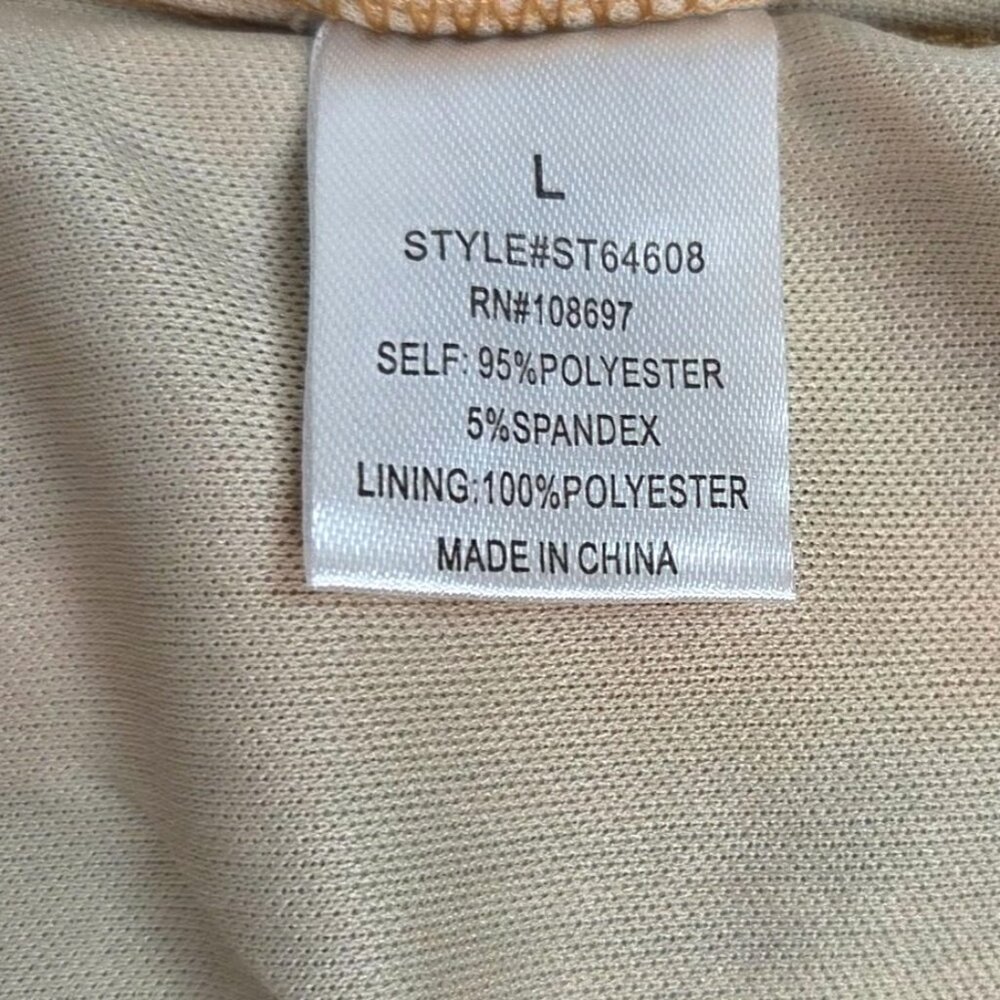 L
STYLE#ST64608
RN#108697
SELF: 95%POLYESTER
5%SPANDEX
LINING:100%POLYESTER
MADE IN CHINA